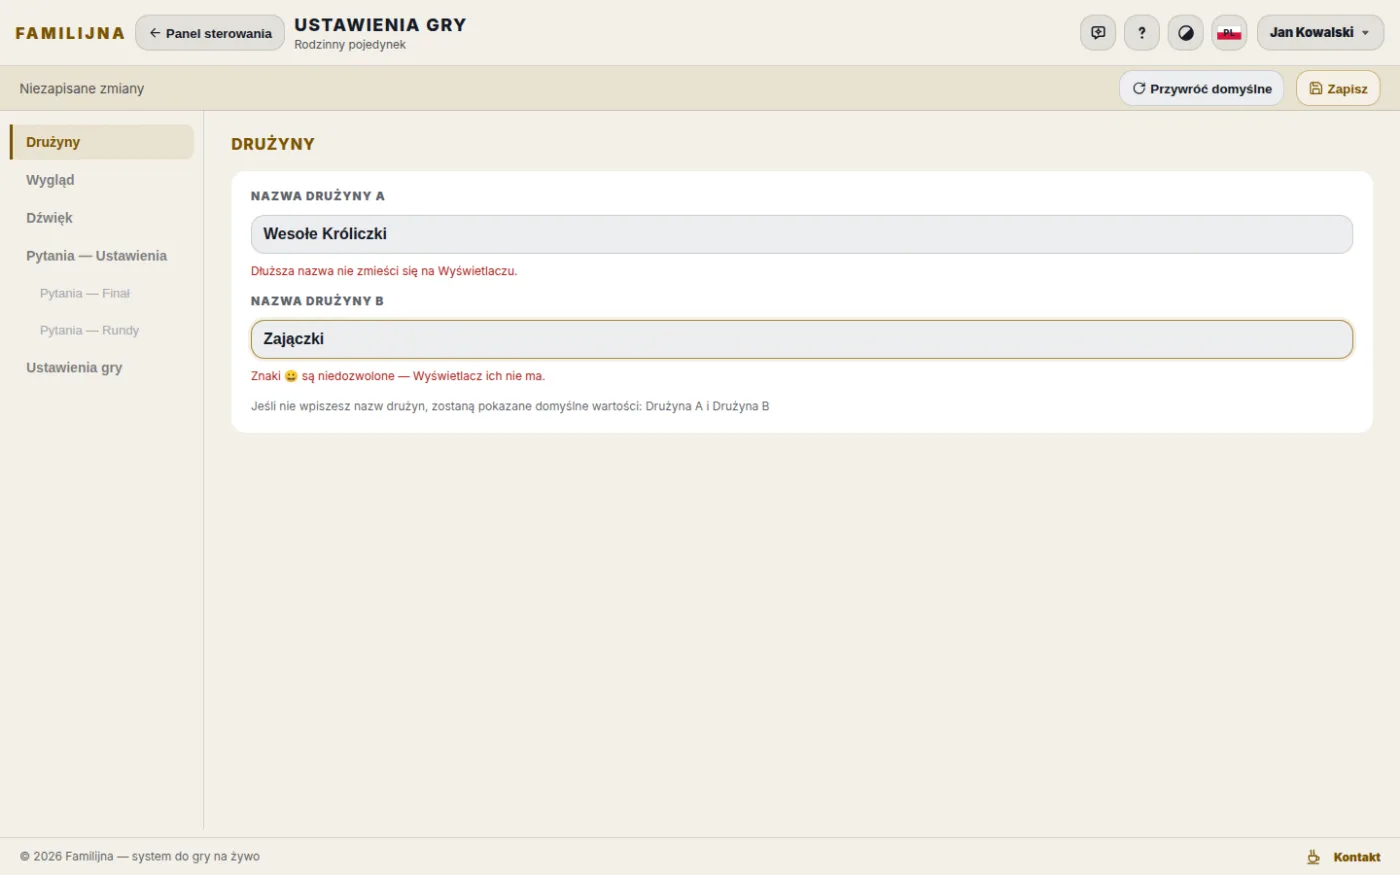 FAMILIJNA
← Panel sterowania
USTAWIENIA GRY
Rodzinny pojedynek
?
PL
Jan Kowalski
Niezapisane zmiany
Przywróć domyślne
Zapisz
Drużyny
Wygląd
Dźwięk
Pytania — Ustawienia
Pytania — Finał
Pytania — Rundy
Ustawienia gry
DRUŻYNY
NAZWA DRUŻYNY A
Wesołe Króliczki
Dłuższa nazwa nie zmieści się na Wyświetlaczu.
NAZWA DRUŻYNY B
Zajączki
Znaki 😀 są niedozwolone — Wyświetlacz ich nie ma.
Jeśli nie wpiszesz nazw drużyn, zostaną pokazane domyślne wartości: Drużyna A i Drużyna B
© 2026 Familijna — system do gry na żywo
Kontakt